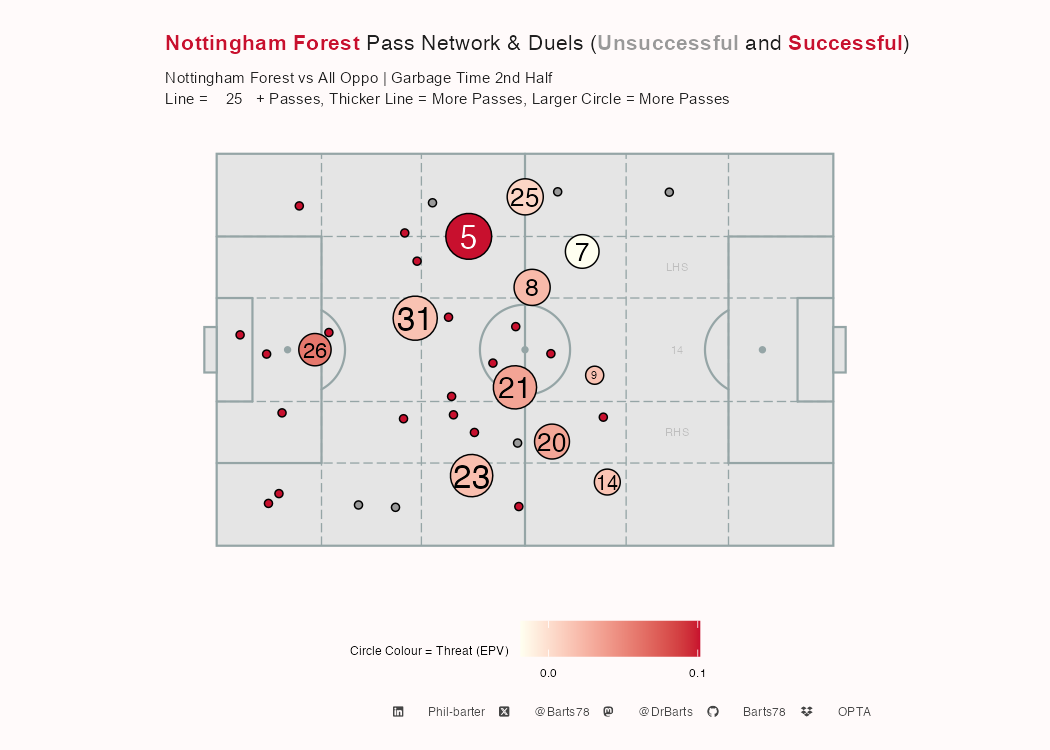 Nottingham Forest Pass Network & Duels (Unsuccessful and Successful)
Nottingham Forest vs All Oppo | Garbage Time 2nd Half
Line = 25 + Passes, Thicker Line = More Passes, Larger Circle = More Passes
25
5
7
LHS
8
31
26
14
9
21
20
RHS
23
14
Circle Colour = Threat (EPV)
0.0 0.1
Phil-barter @Barts78 @DrBarts Barts78 OPTA